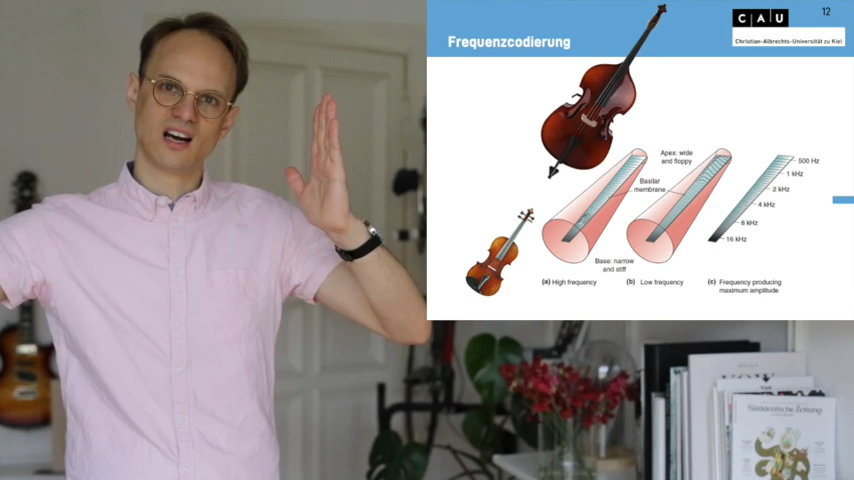 12
C A U
Christian-Albrechts-Universität zu Kiel
Frequenzcodierung
Apex: wide
and floppy
Basilar
membrane
Base: narrow
and stiff
500 Hz
1 kHz
2 kHz
4 kHz
8 kHz
16 kHz
(a) High frequency
(b) Low frequency
(c) Frequency producing
maximum amplitude
Süddeutsche Zeitung